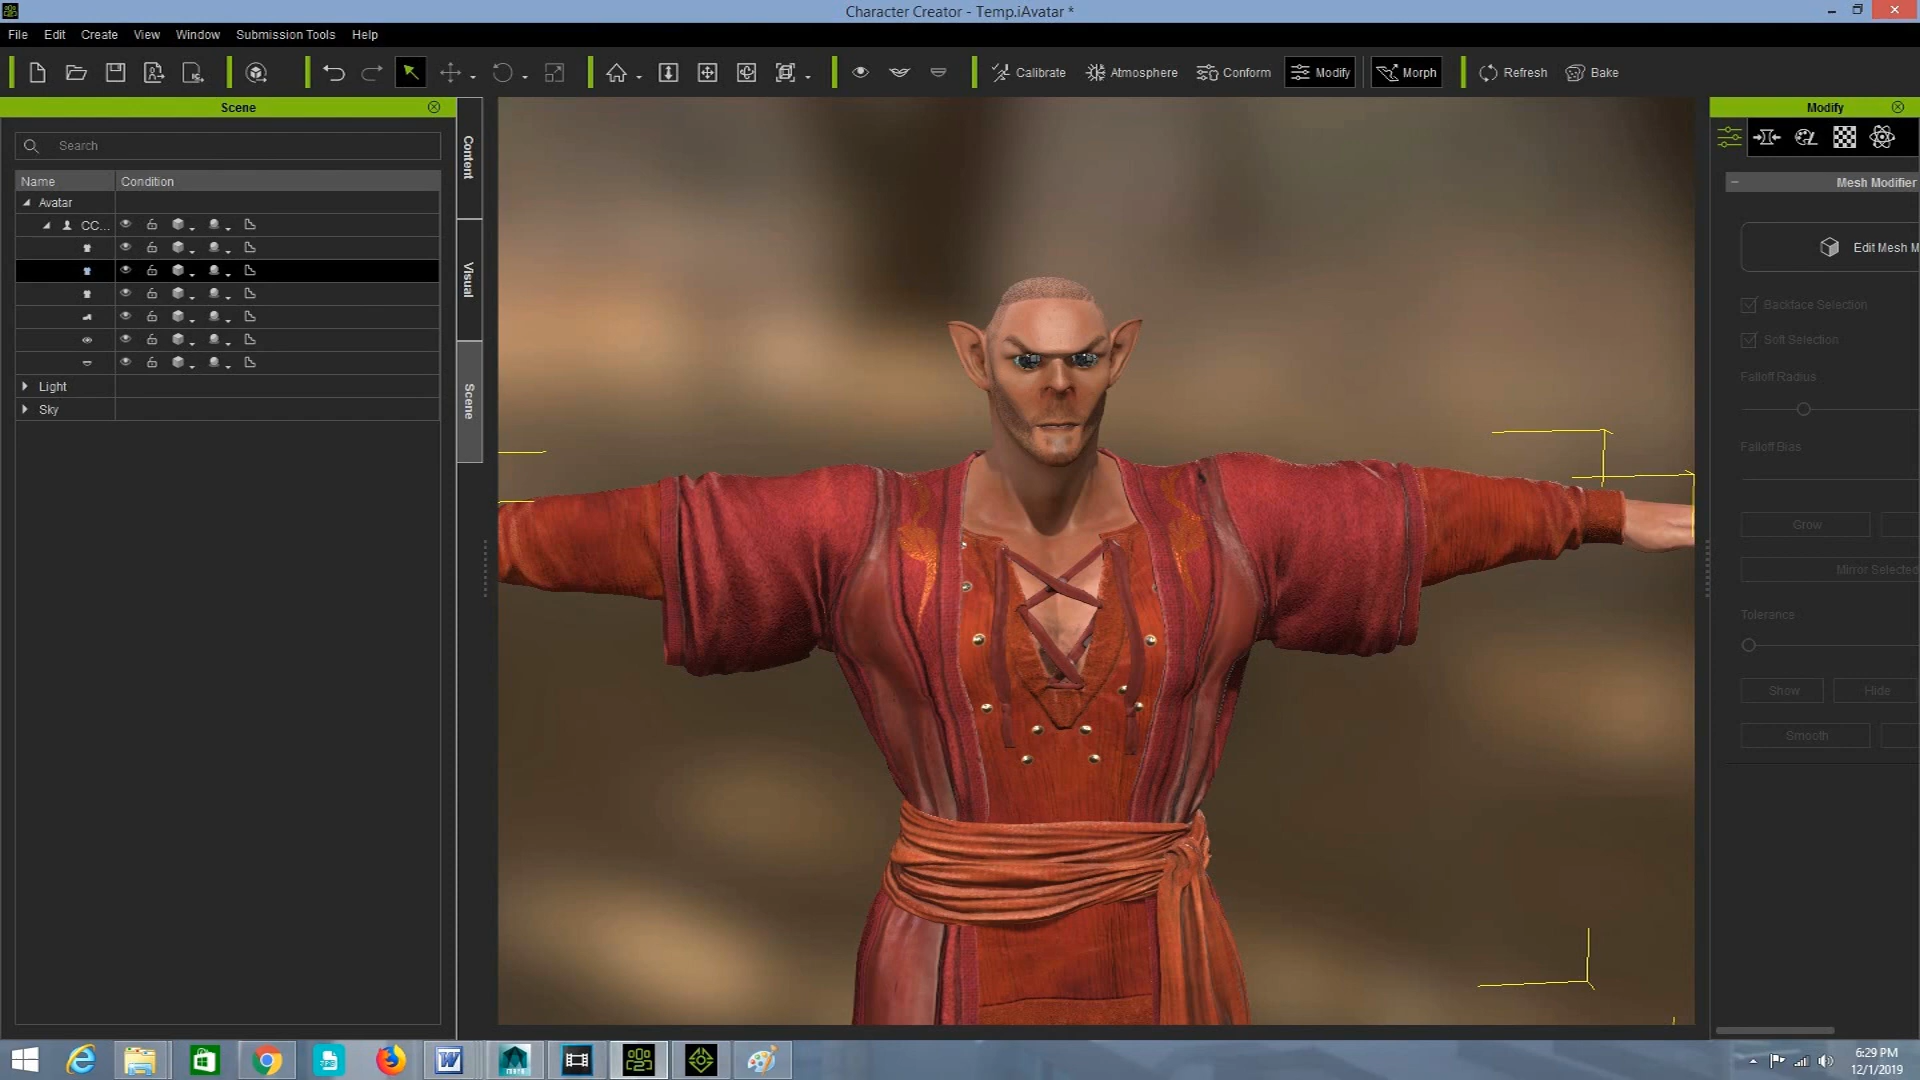 Character Creator - Temp.iAvatar *
File Edit Create View Window Submission Tools Help
Calibrate Atmosphere Conform Modify Morph Refresh Bake
Scene
Search
Name Condition
Avatar
CC...
Light
Sky
Content
Visual
Scene
Modify
Mesh Modifier
Edit Mesh M
Backface Selection
Soft Selection
Falloff Radius
Falloff Bias
Grow
Mirror Selected
Tolerance
Show Hide
Smooth
6:29 PM
12/1/2019